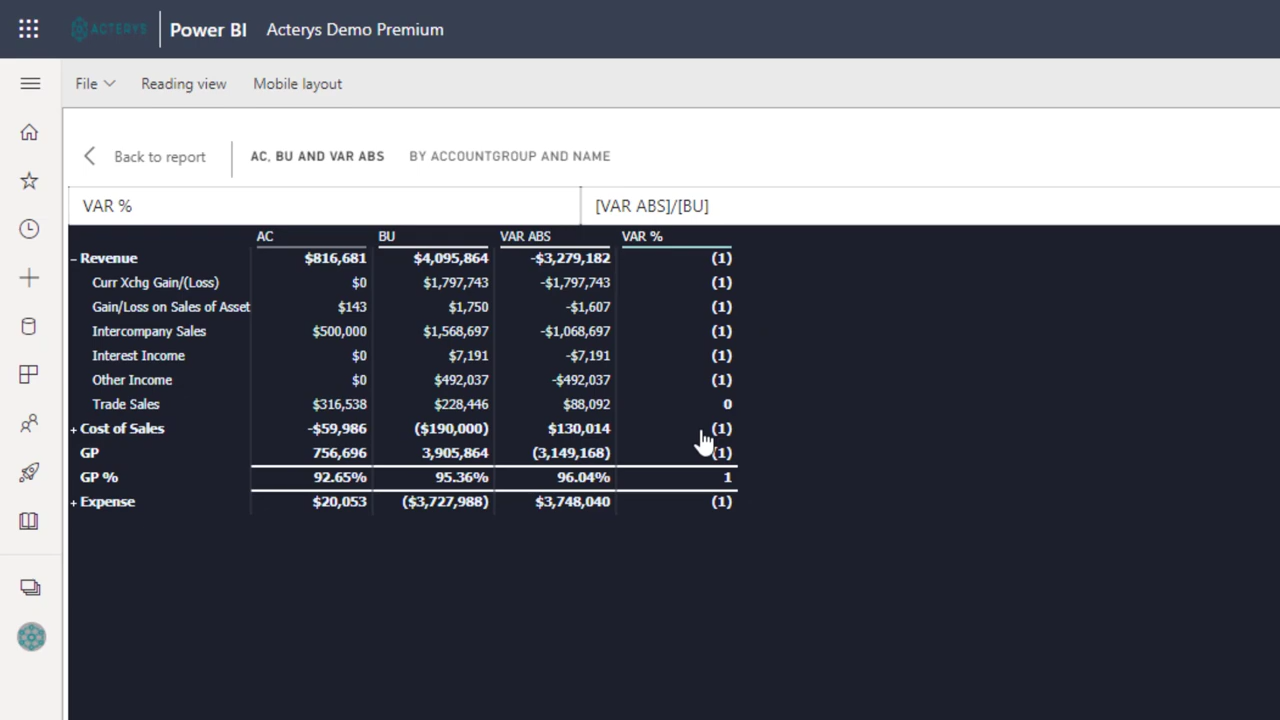 ACTERYS Power BI Acterys Demo Premium
File Reading view Mobile layout
Back to report AC, BU AND VAR ABS BY ACCOUNTGROUP AND NAME
VAR % [VAR ABS]/[BU]
AC BU VAR ABS VAR %
– Revenue $816,681 $4,095,864 -$3,279,182 (1)
Curr Xchg Gain/(Loss) $0 $1,797,743 -$1,797,743 (1)
Gain/Loss on Sales of Asset $143 $1,750 -$1,607 (1)
Intercompany Sales $500,000 $1,568,697 -$1,068,697 (1)
Interest Income $0 $7,191 -$7,191 (1)
Other Income $0 $492,037 -$492,037 (1)
Trade Sales $316,538 $228,446 $88,092 0
+ Cost of Sales -$59,986 ($190,000) $130,014 (1)
GP 756,696 3,905,864 (3,149,168) (1)
GP % 92.65% 95.36% 96.04% 1
+ Expense $20,053 ($3,727,988) $3,748,040 (1)